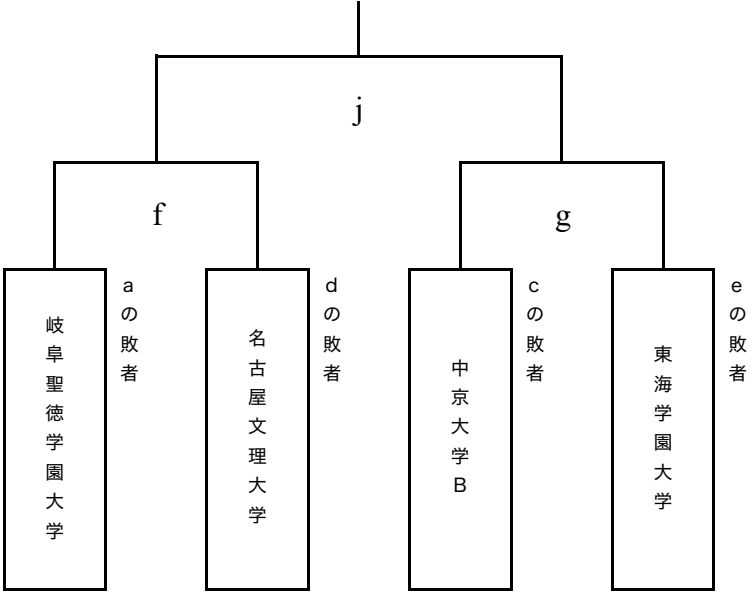 j
f
g
岐阜聖徳学園大学
aの敗者
名古屋文理大学
dの敗者
中京大学B
cの敗者
東海学園大学
eの敗者